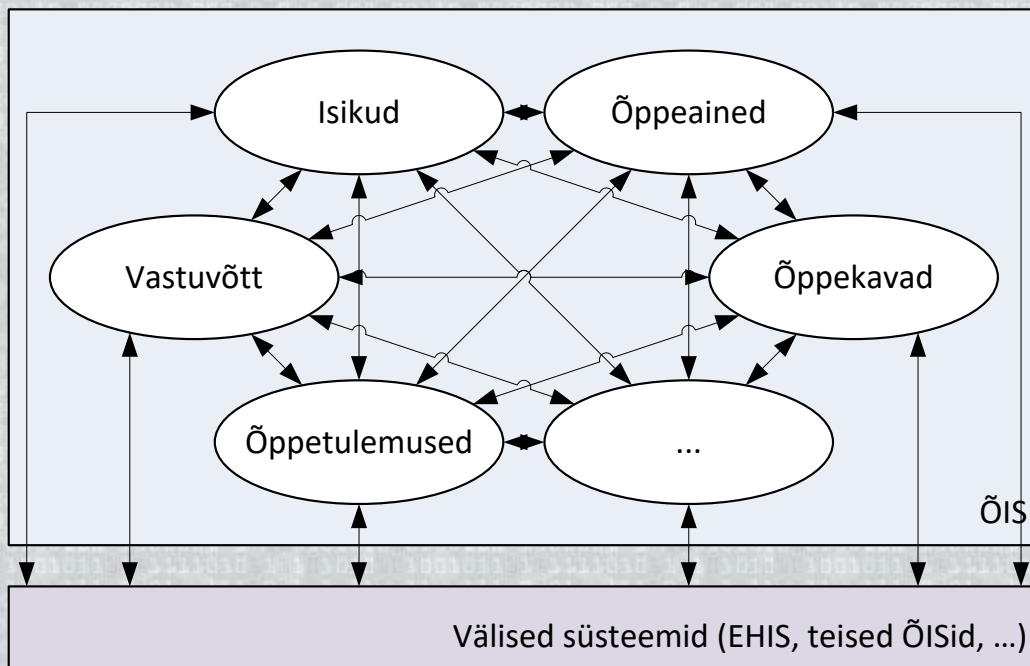 Isikud
Õppeained
Vastuvõtt
Õppekavad
Õppetulemused
...
ÕIS
Välised süsteemid (EHIS, teised ÕISid, ...)